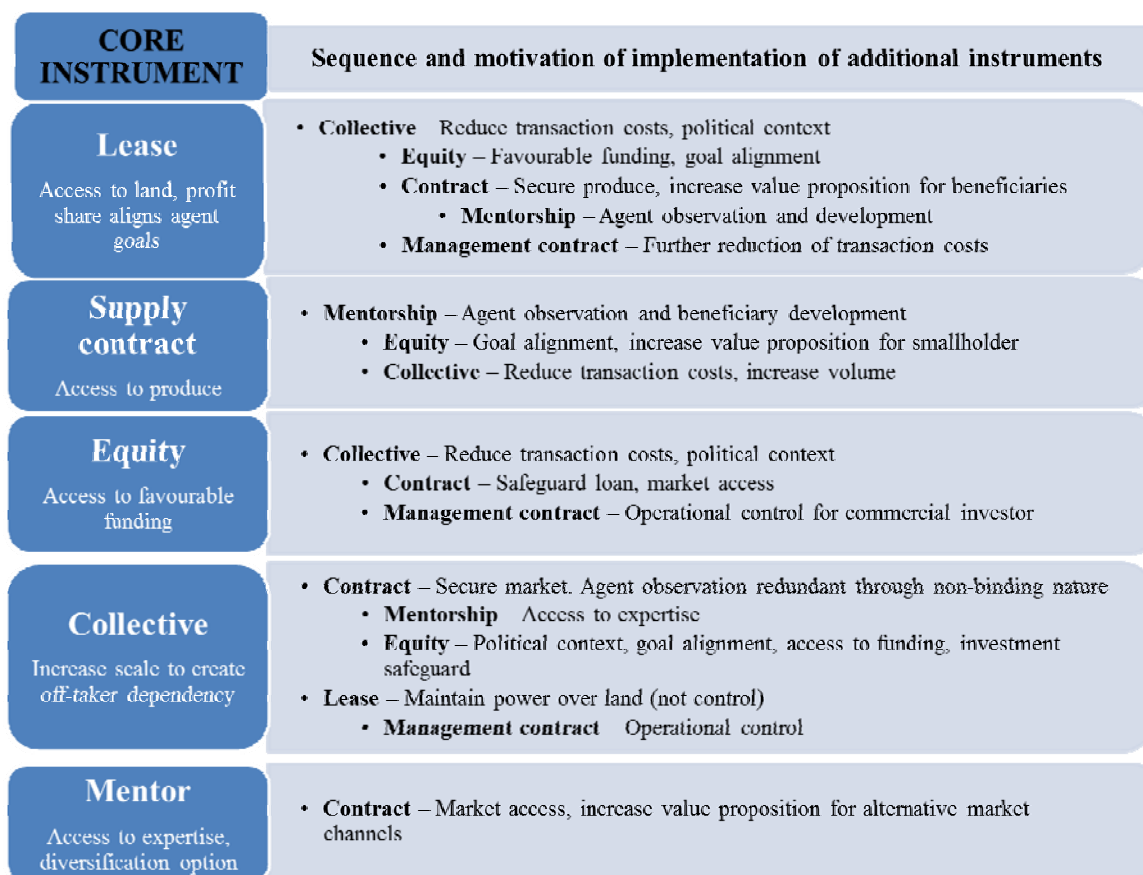 CORE
INSTRUMENT
Sequence and motivation of implementation of additional instruments
Lease
Access to land, profit
share aligns agent
goals
• Collective   Reduce transaction costs, political context
• Equity – Favourable funding, goal alignment
• Contract – Secure produce, increase value proposition for beneficiaries
• Mentorship – Agent observation and development
• Management contract – Further reduction of transaction costs
Supply
contract
Access to produce
• Mentorship – Agent observation and beneficiary development
• Equity – Goal alignment, increase value proposition for smallholder
• Collective – Reduce transaction costs, increase volume
Equity
Access to favourable
funding
• Collective – Reduce transaction costs, political context
• Contract – Safeguard loan, market access
• Management contract – Operational control for commercial investor
Collective
Increase scale to create
off-taker dependency
• Contract – Secure market. Agent observation redundant through non-binding nature
• Mentorship   Access to expertise
• Equity – Political context, goal alignment, access to funding, investment
safeguard
• Lease – Maintain power over land (not control)
• Management contract   Operational control
Mentor
Access to expertise,
diversification option
• Contract – Market access, increase value proposition for alternative market
channels